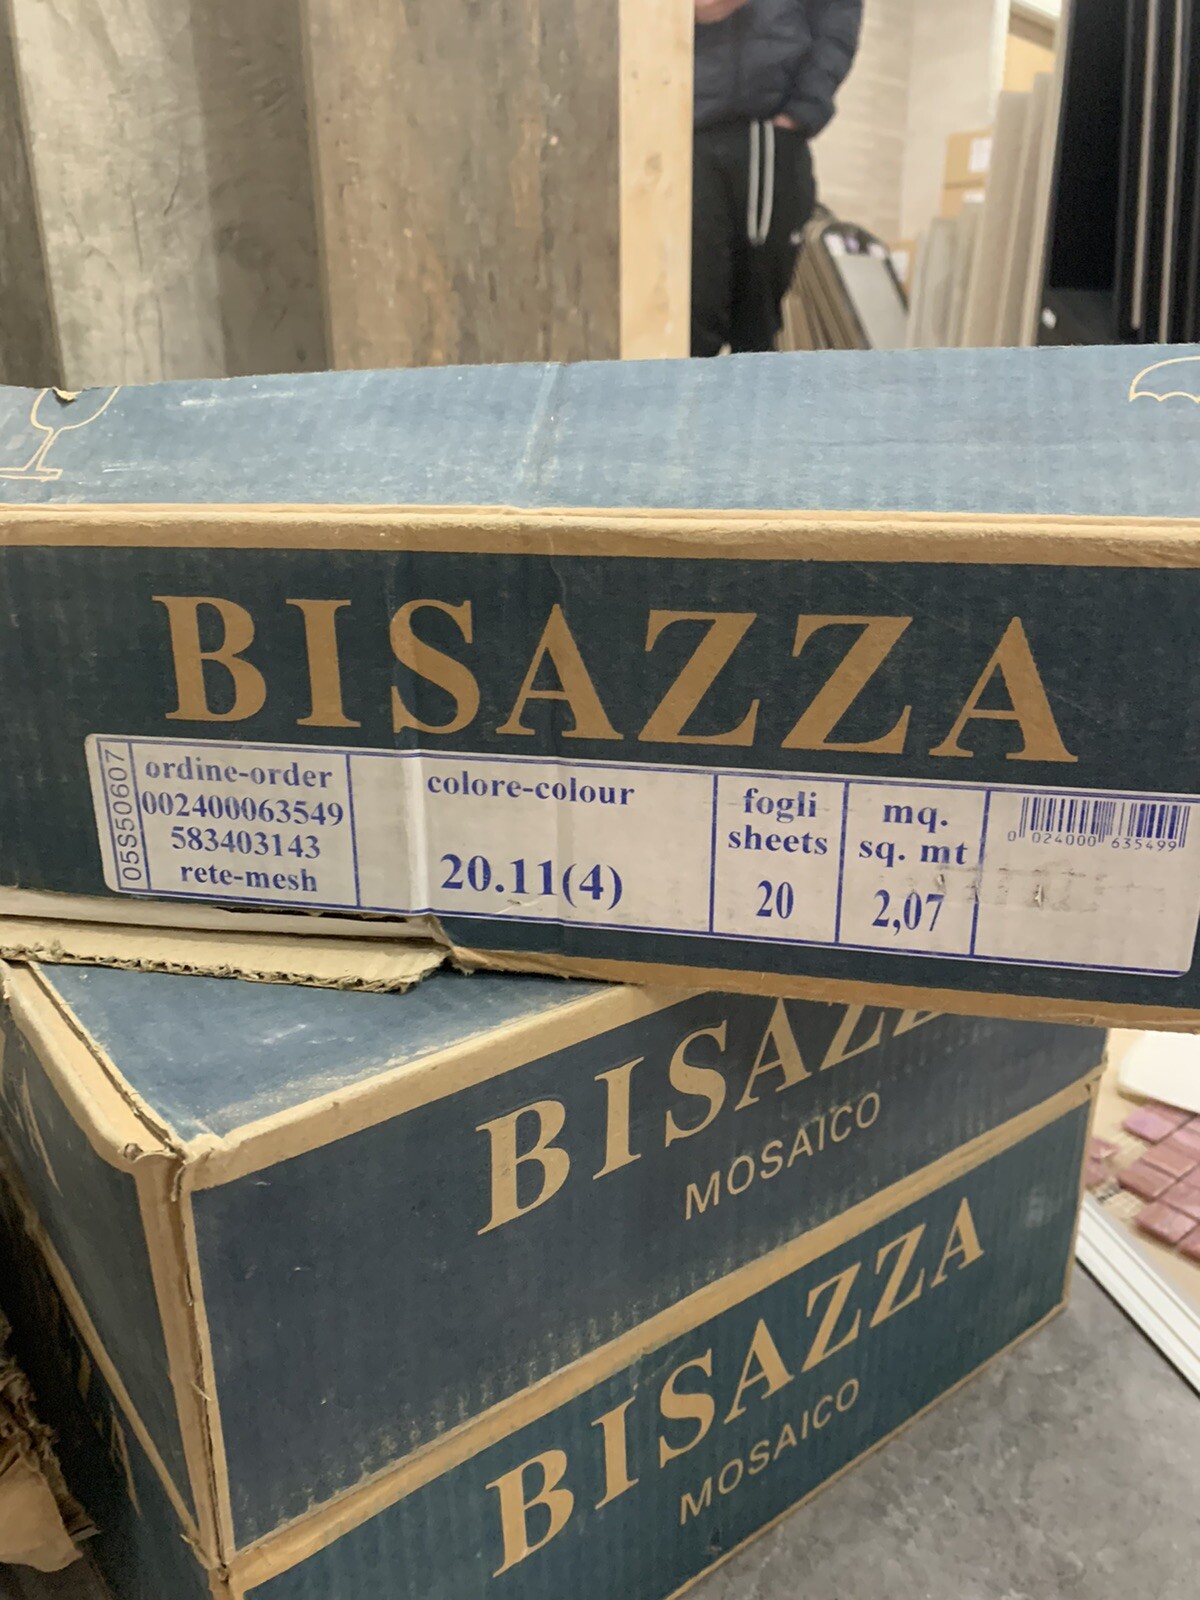 BISAZZA
05S50607
ordine-order
002400063549
583403143
rete-mesh
colore-colour
20.11(4)
fogli
sheets
20
mq.
sq. mt
2,07
0 024000 635499
BISAZZ
MOSAICO
BISAZZA
MOSAICO